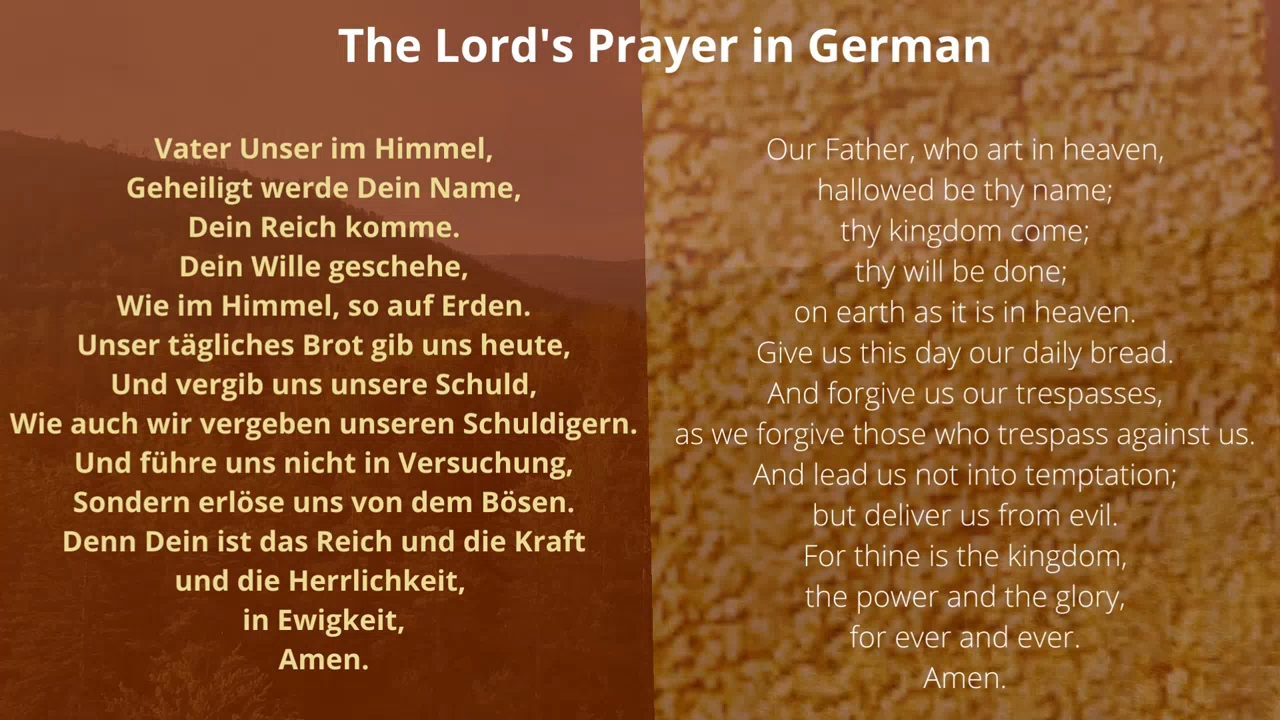 The Lord's Prayer in German
Vater Unser im Himmel,
Geheiligt werde Dein Name,
Dein Reich komme.
Dein Wille geschehe,
Wie im Himmel, so auf Erden.
Unser tägliches Brot gib uns heute,
Und vergib uns unsere Schuld,
Wie auch wir vergeben unseren Schuldigern.
Und führe uns nicht in Versuchung,
Sondern erlöse uns von dem Bösen.
Denn Dein ist das Reich und die Kraft
und die Herrlichkeit,
in Ewigkeit,
Amen.
Our Father, who art in heaven,
hallowed be thy name;
thy kingdom come;
thy will be done;
on earth as it is in heaven.
Give us this day our daily bread.
And forgive us our trespasses,
as we forgive those who trespass against us.
And lead us not into temptation;
but deliver us from evil.
For thine is the kingdom,
the power and the glory,
for ever and ever.
Amen.